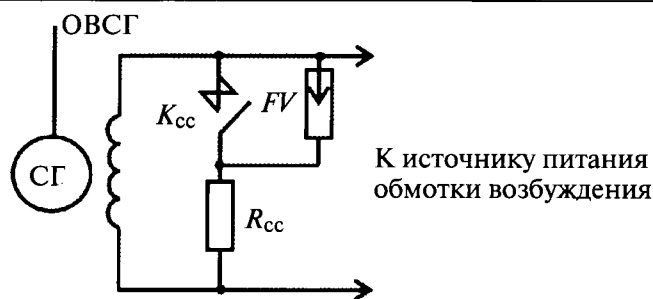 ОВСГ
Kсс
FV
СГ
Rсс
К источнику питания
обмотки возбуждения